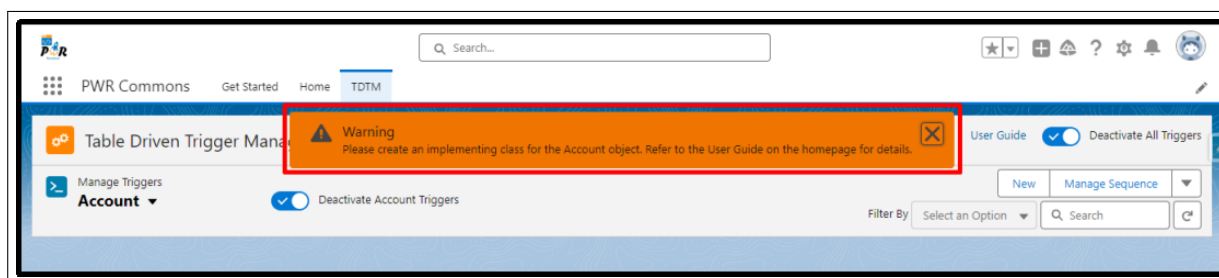 PWR
Search...
PWR Commons
Get Started
Home
TDTM
Table Driven Trigger Mana
Warning
Please create an implementing class for the Account object. Refer to the User Guide on the homepage for details.
User Guide
Deactivate All Triggers
Manage Triggers
Account
Deactivate Account Triggers
New
Manage Sequence
Filter By
Select an Option
Search